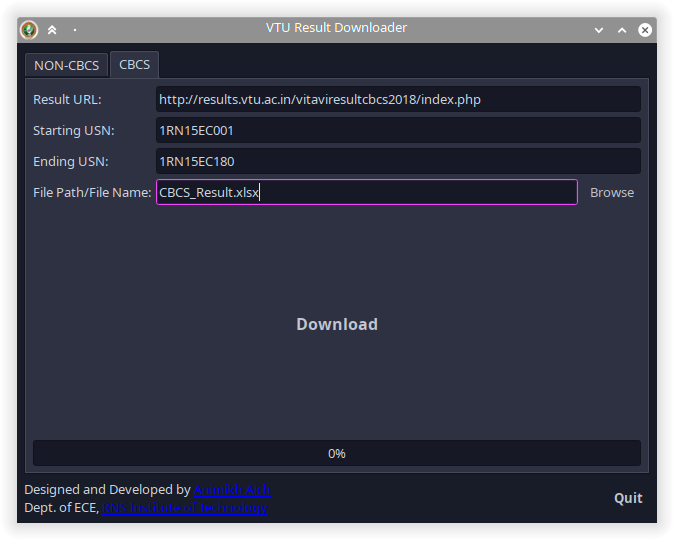 VTU Result Downloader
NON-CBCS CBCS
Result URL: http://results.vtu.ac.in/vitaviresultcbcs2018/index.php
Starting USN: 1RN15EC001
Ending USN: 1RN15EC180
File Path/File Name: CBCS_Result.xlsx Browse
Download
0%
Designed and Developed by
Dept. of ECE, RNS Institute of Technology
Quit